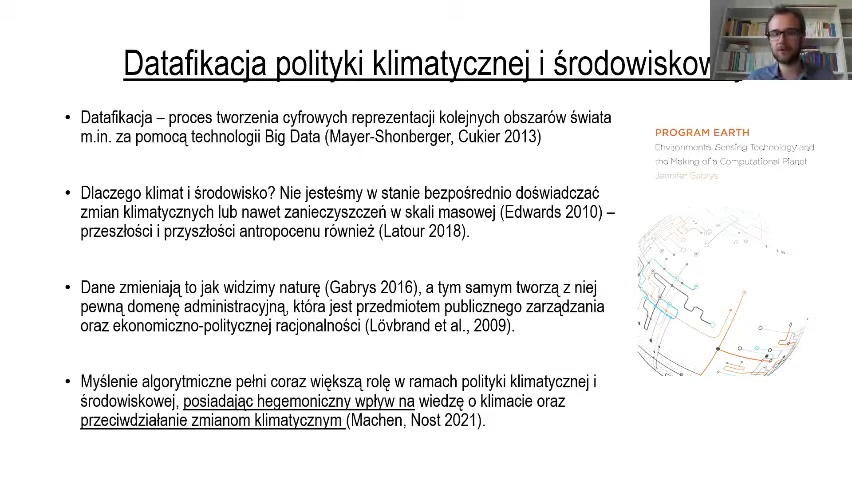 Datafikacja polityki klimatycznej i
• Datafikacja – proces tworzenia cyfrowych reprezentacji kolejnych obszarów świata
m.in. za pomocą technologii Big Data (Mayer-Shonberger, Cukier 2013)
• Dlaczego klimat i środowisko? Nie jesteśmy w stanie bezpośrednio doświadczać
zmian klimatycznych lub nawet zanieczyszczeń w skali masowej (Edwards 2010) –
przeszłości i przyszłości antropocenu również (Latour 2018).
• Dane zmieniają to jak widzimy naturę (Gabrys 2016), a tym samym tworzą z niej
pewną domenę administracyjną, która jest przedmiotem publicznego zarządzania
oraz ekonomiczno-politycznej racjonalności (Lövbrand et al., 2009).
• Myślenie algorytmiczne pełni coraz większą rolę w ramach polityki klimatycznej i
środowiskowej, posiadając hegemoniczny wpływ na wiedzę o klimacie oraz
przeciwdziałanie zmianom klimatycznym (Machen, Nost 2021).
PROGRAM EARTH
Environmental Sensing Technology and
the Making of a Computational Planet
Jennifer Gabrys